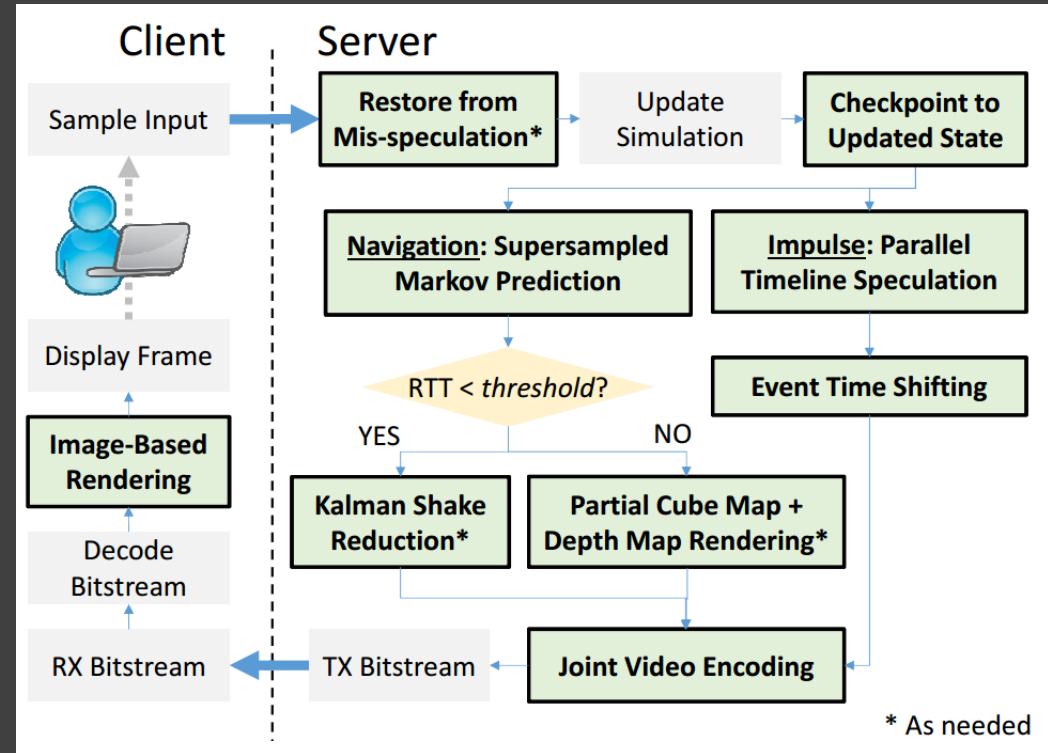 Client
Server
Sample Input
Restore from
Mis-speculation*
Update
Simulation
Checkpoint to
Updated State
Navigation: Supersampled
Markov Prediction
Impulse: Parallel
Timeline Speculation
Display Frame
RTT < threshold?
Event Time Shifting
YES
NO
Image-Based
Rendering
Kalman Shake
Reduction*
Partial Cube Map +
Depth Map Rendering*
Decode
Bitstream
RX Bitstream
TX Bitstream
Joint Video Encoding
* As needed